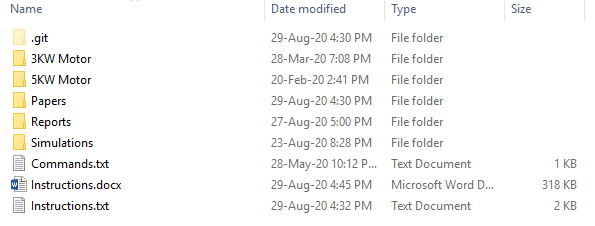 Name Date modified Type Size
.git 29-Aug-20 4:30 PM File folder
3KW Motor 28-Mar-20 7:08 PM File folder
5KW Motor 20-Feb-20 2:41 PM File folder
Papers 29-Aug-20 4:30 PM File folder
Reports 27-Aug-20 5:00 PM File folder
Simulations 23-Aug-20 8:28 PM File folder
Commands.txt 28-May-20 10:12 P... Text Document 1 KB
Instructions.docx 29-Aug-20 4:45 PM Microsoft Word D... 318 KB
Instructions.txt 29-Aug-20 4:32 PM Text Document 2 KB